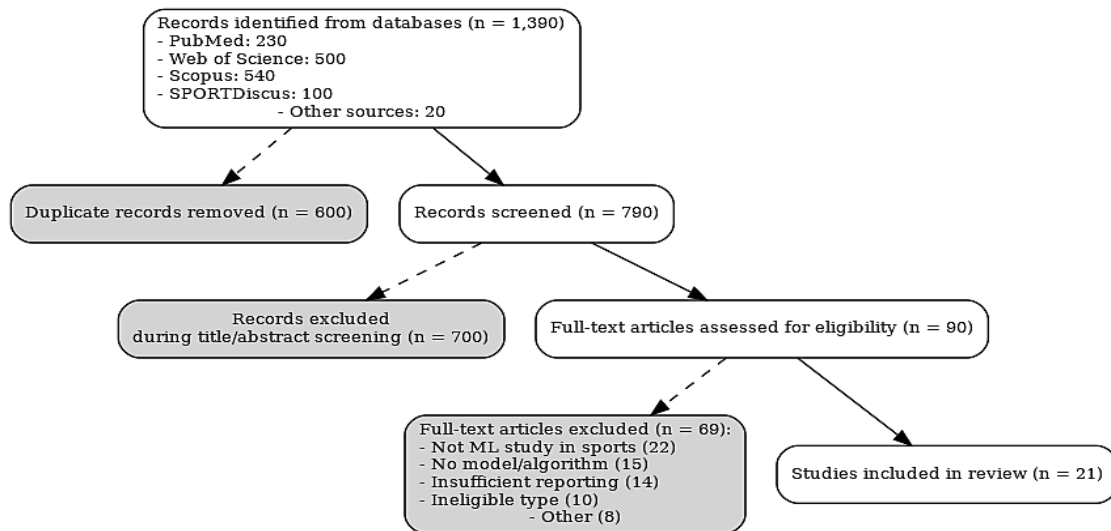 Records identified from databases (n = 1,390)
- PubMed: 230
- Web of Science: 500
- Scopus: 540
- SPORTDiscus: 100
- Other sources: 20
Duplicate records removed (n = 600)
Records screened (n = 790)
Records excluded
during title/abstract screening (n = 700)
Full-text articles assessed for eligibility (n = 90)
Full-text articles excluded (n = 69):
- Not ML study in sports (22)
- No model/algorithm (15)
- Insufficient reporting (14)
- Ineligible type (10)
- Other (8)
Studies included in review (n = 21)